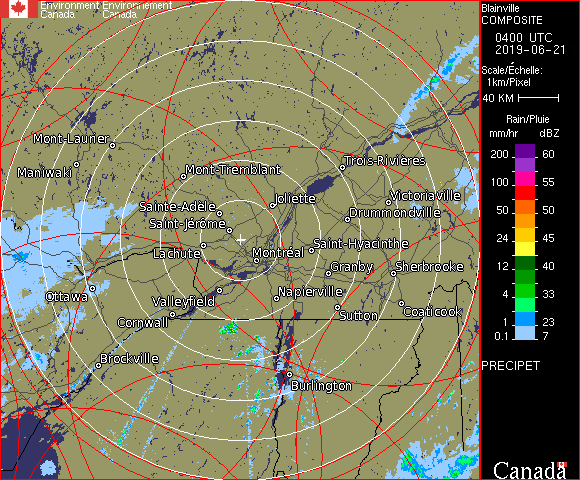 Environment Environnement
Canada Canada
Mont-Laurier
Maniwaki
Mont-Tremblant
Trois-Rivières
Joliette
Victoriaville
Sainte-Adèle
Drummondville
Saint-Jérôme
Saint-Hyacinthe
Lachute
Montréal
Granby
Sherbrooke
Ottawa
Valleyfield
Napierville
Coaticook
Cornwall
Sutton
Brockville
Burlington
Blainville
COMPOSITE
0400 UTC
2019-06-21
Scale/Échelle:
1km/Pixel
40 KM
Rain/Pluie
mm/hr dBZ
200 60
57
100 55
50 50
24 45
12 40
4 33
1 23
0.1 7
PRECIPET
Canada